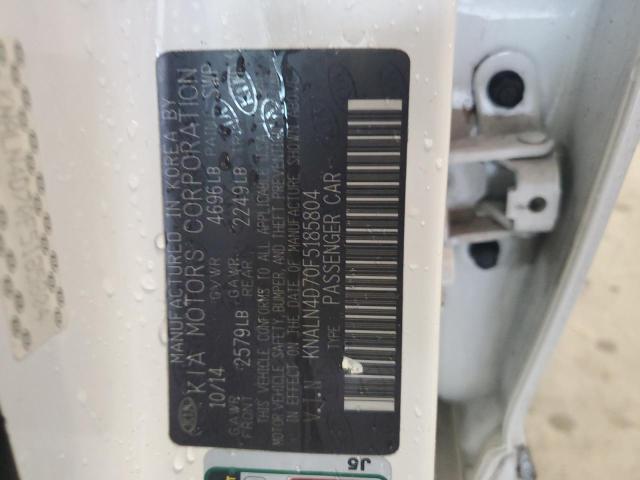 MANUFACTURED IN KOREA BY
KIA MOTORS CORPORATION
10/14 GVWR 4696LB PAINT SWP
GAWR FRONT 2579LB GAWR REAR 2249LB
THIS VEHICLE CONFORMS TO ALL APPLICABLE
MOTOR VEHICLE SAFETY, BUMPER, AND THEFT PREVENTION
IN EFFECT ON THE DATE OF MANUFACTURE SHOWN ABOVE
V.I.N KNALN4D70F5185804
TYPE PASSENGER CAR
J5